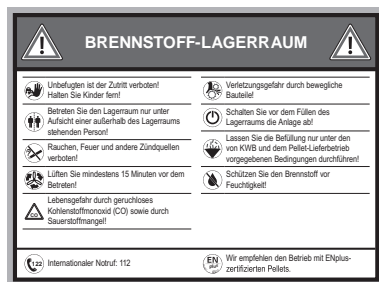 BRENNSTOFF-LAGERRAUM
Unbefugten ist der Zutritt verboten!
Halten Sie Kinder fern!
Betreten Sie den Lagerraum nur unter
Aufsicht einer außerhalb des Lagerraums
stehenden Person!
Rauchen, Feuer und andere Zündquellen
verboten!
Lüften Sie mindestens 15 Minuten vor dem
Betreten!
Lebensgefahr durch geruchloses
Kohlenstoffmonoxid (CO) sowie durch
Sauerstoffmangel!
CO
Verletzungsgefahr durch bewegliche
Bauteile!
Schalten Sie vor dem Füllen des
Lagerraums die Anlage ab!
Lassen Sie die Befüllung nur unter den
von KWB und dem Pellet-Lieferbetrieb
vorgegebenen Bedingungen durchführen!
Schützen Sie den Brennstoff vor
Feuchtigkeit!
122 Internationaler Notruf: 112
EN
plus
Wir empfehlen den Betrieb mit ENplus-
zertifizierten Pellets.